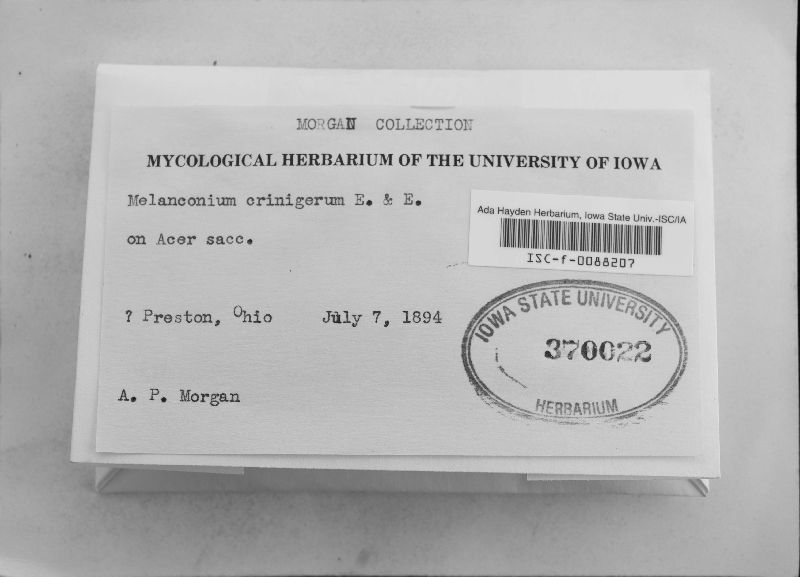 MORGAN COLLECTION
MYCOLOGICAL HERBARIUM OF THE UNIVERSITY OF IOWA
Melanconium crinigerum E. & E.
on Acer sacc.
Ada Hayden Herbarium, Iowa State Univ.-ISC/IA
ISC-f-0088207
? Preston, Ohio July 7, 1894
A. P. Morgan
IOWA STATE UNIVERSITY
370022
HERBARIUM